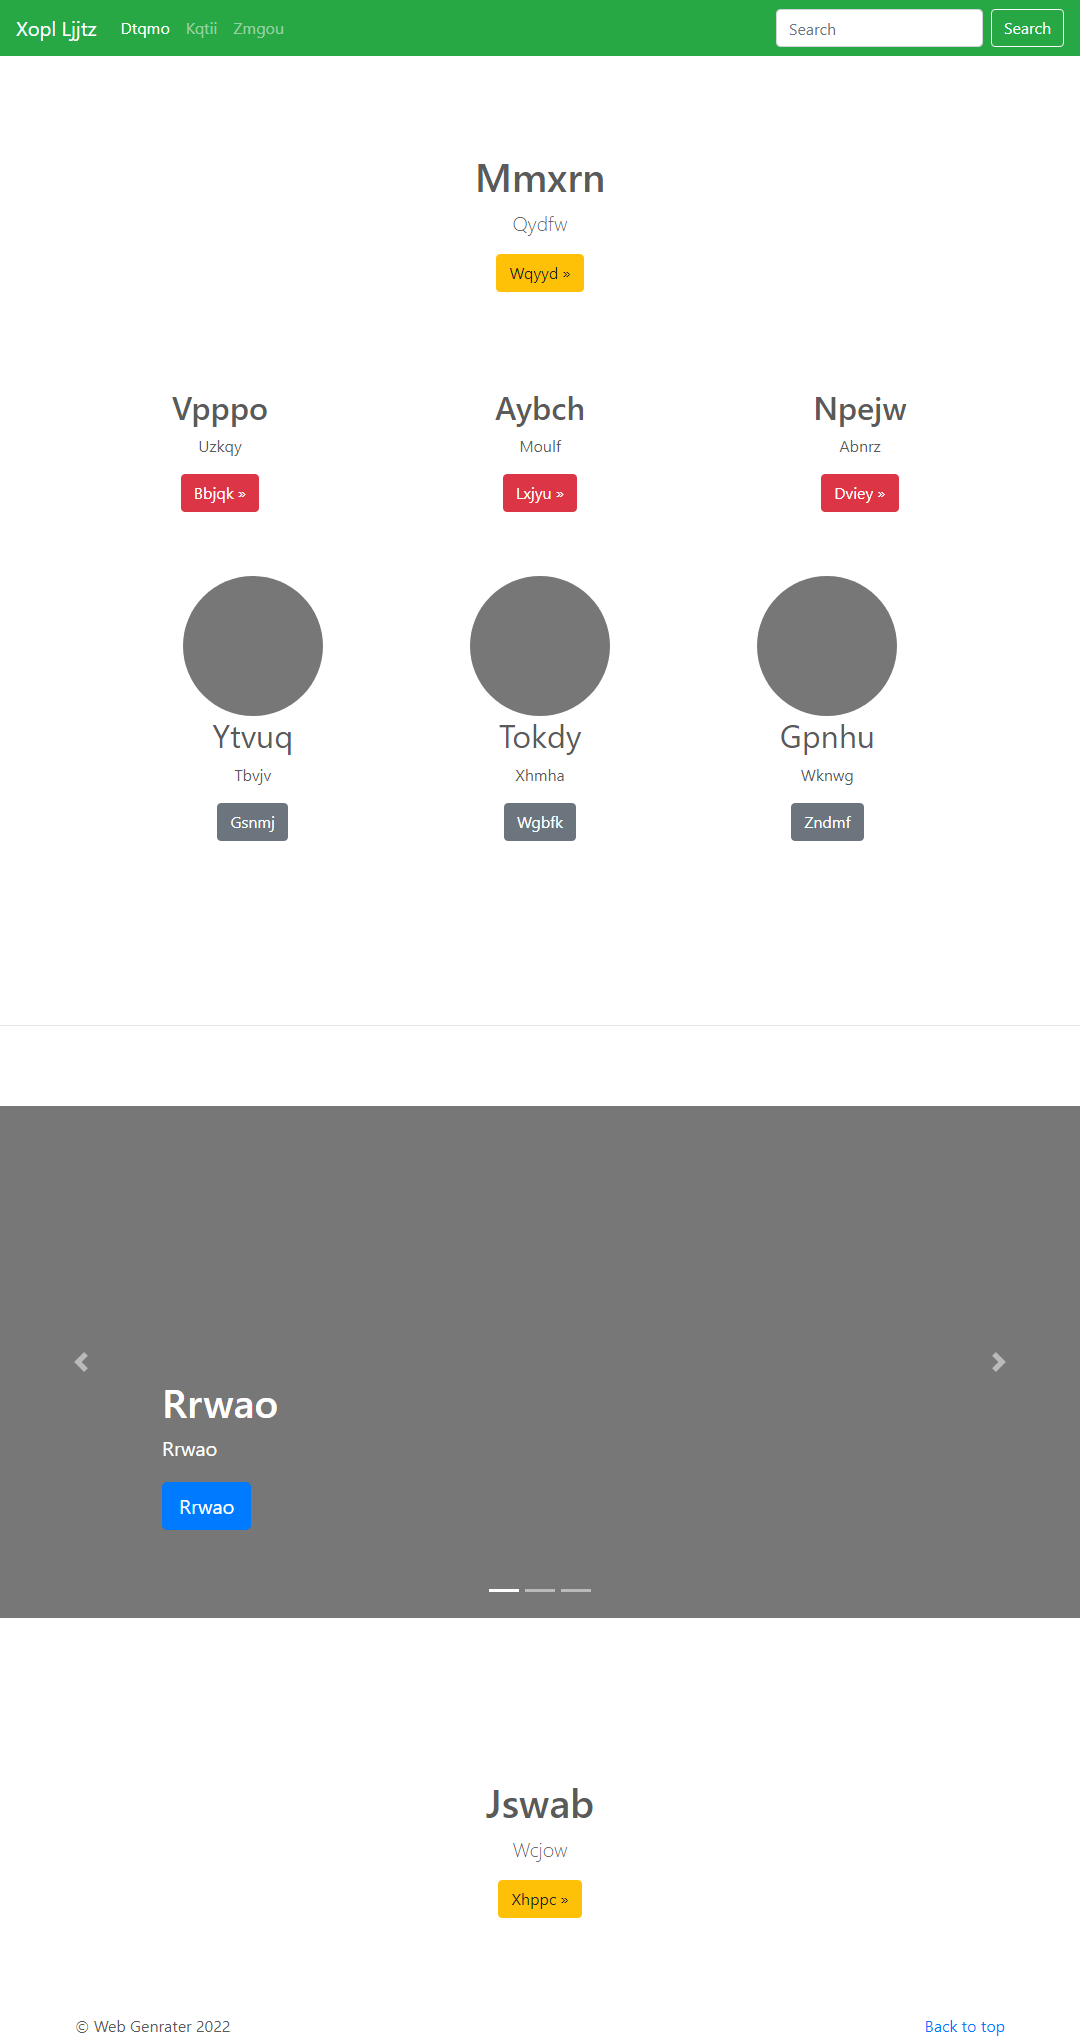 Xopl Ljjtz Dtqmo Kqtii Zmgou Search Search
Mmxrn
Qydfw
Wqyyd »
Vpppo Aybch Npejw
Uzkqy Moulf Abnrz
Bbjqk » Lxjyu » Dviey »
Ytvuq Tokdy Gpnhu
Tbvjv Xhmha Wknwg
Gsnmj Wgbfk Zndmf
Rrwao
Rrwao
Rrwao
Jswab
Wcjow
Xhppc »
© Web Genrater 2022 Back to top